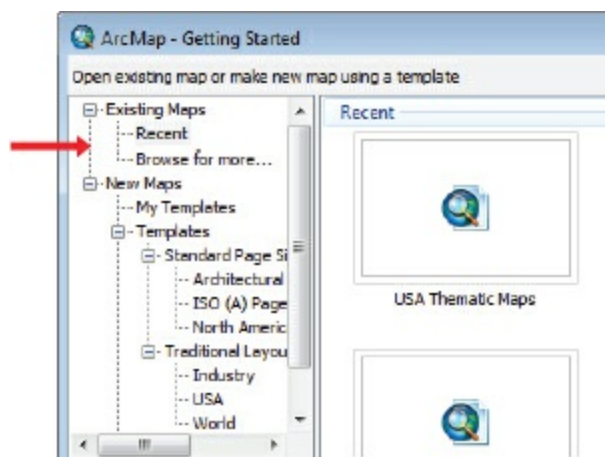 ArcMap - Getting Started
Open existing map or make new map using a template
Existing Maps
Recent
Browse for more...
New Maps
My Templates
Templates
Standard Page Si
Architectural
ISO (A) Page
North Americ
Traditional Layou
Industry
USA
World
Recent
USA Thematic Maps